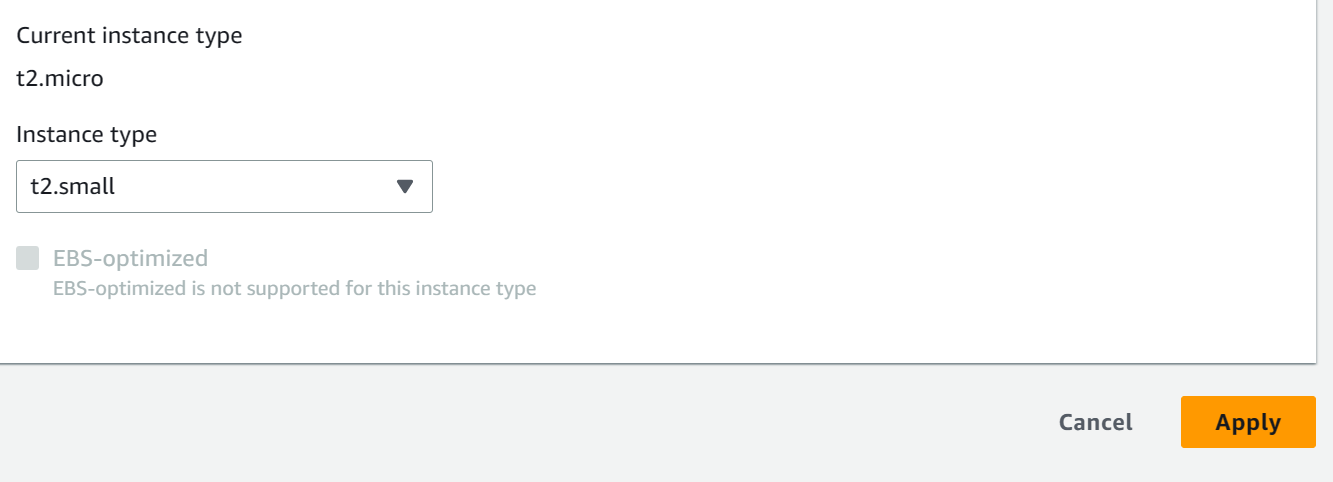 Current instance type
t2.micro
Instance type
t2.small
EBS-optimized
EBS-optimized is not supported for this instance type
Cancel
Apply